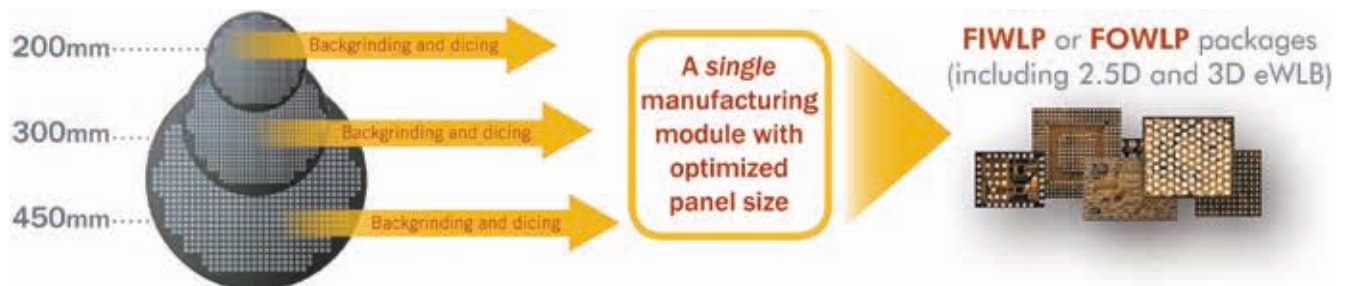 200mm
Backgrinding and dicing
300mm
Backgrinding and dicing
450mm
Backgrinding and dicing
A single
manufacturing
module with
optimized
panel size
FIWLP or FOWLP packages
(including 2.5D and 3D eWLB)